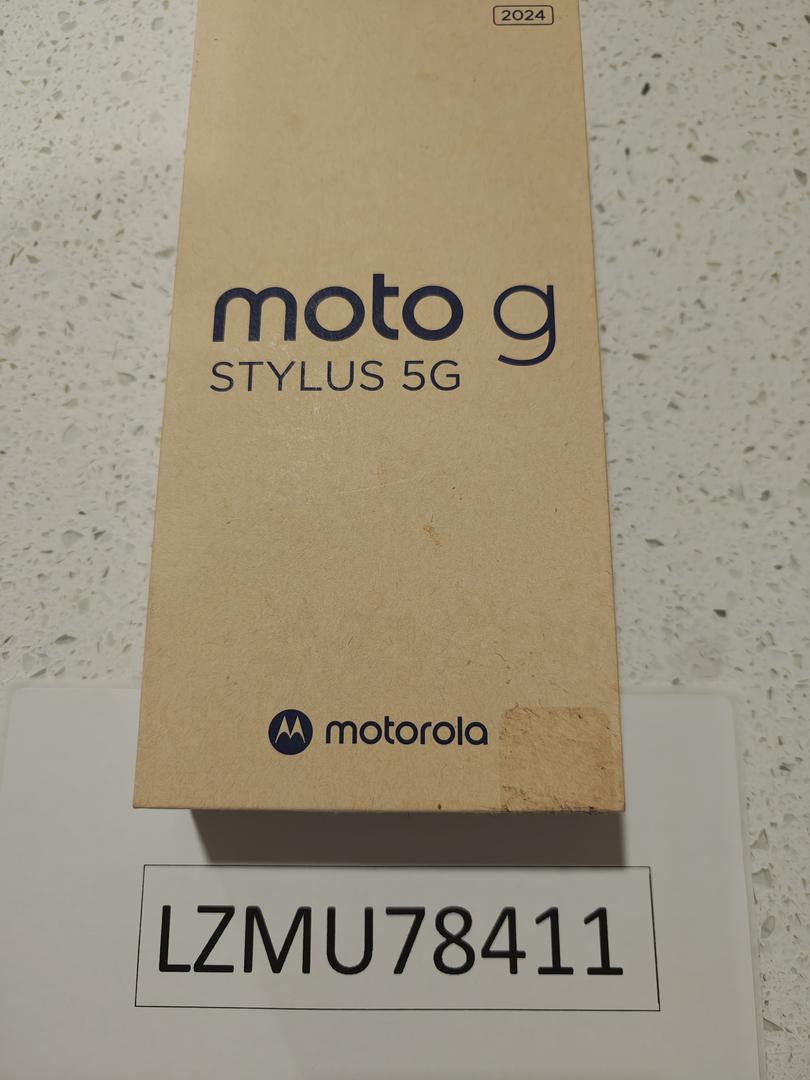 2024
moto g
STYLUS 5G
motorola
LZMU78411